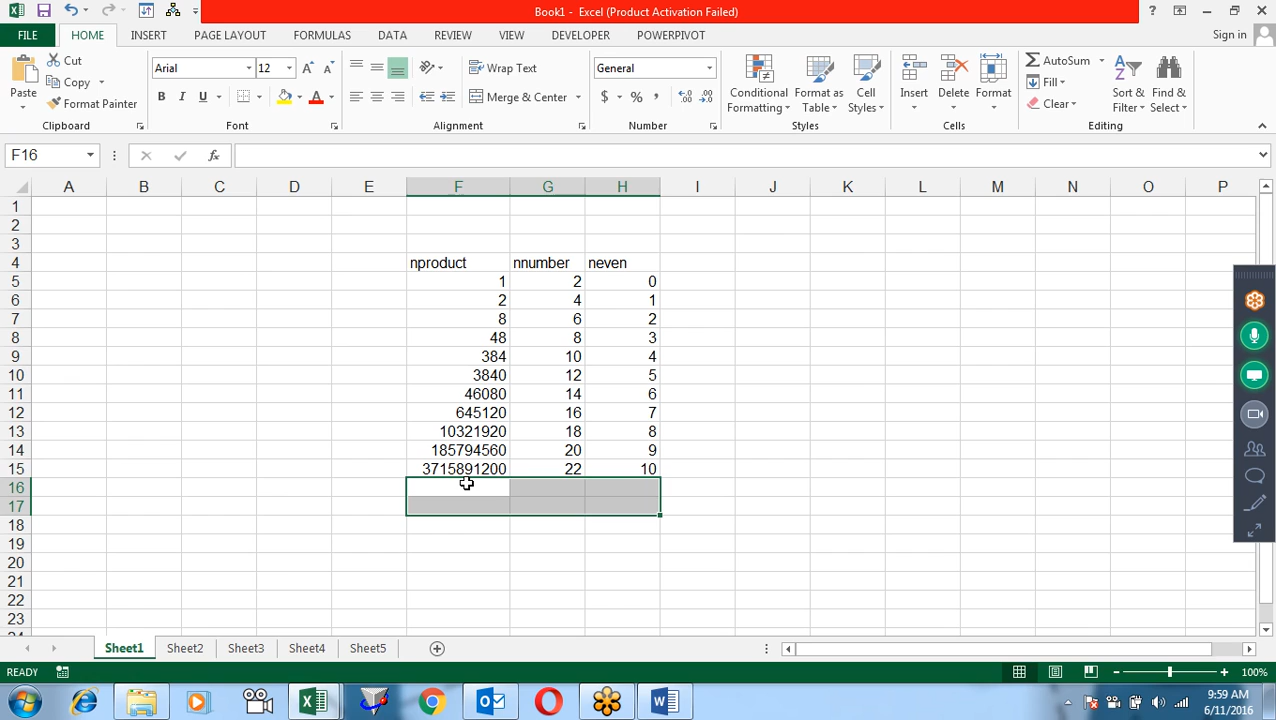 Book1 - Excel (Product Activation Failed)
FILE HOME INSERT PAGE LAYOUT FORMULAS DATA REVIEW VIEW DEVELOPER POWERPIVOT Sign in
Cut
Copy
Format Painter
Paste
Clipboard
Arial 12
B I U
Font
Wrap Text
Merge & Center
Alignment
General
$ % ,
Number
Conditional Formatting
Format as Table
Cell Styles
Styles
Insert Delete Format
Cells
AutoSum
Fill
Clear
Sort & Filter
Find & Select
Editing
F16 fx
A B C D E F G H I J K L M N O P
1
2
3
4 nproduct nnumber neven
5 1 2 0
6 2 4 1
7 8 6 2
8 48 8 3
9 384 10 4
10 3840 12 5
11 46080 14 6
12 645120 16 7
13 10321920 18 8
14 185794560 20 9
15 3715891200 22 10
16
17
18
19
20
21
22
23
Sheet1 Sheet2 Sheet3 Sheet4 Sheet5
READY 100%
9:59 AM
6/11/2016